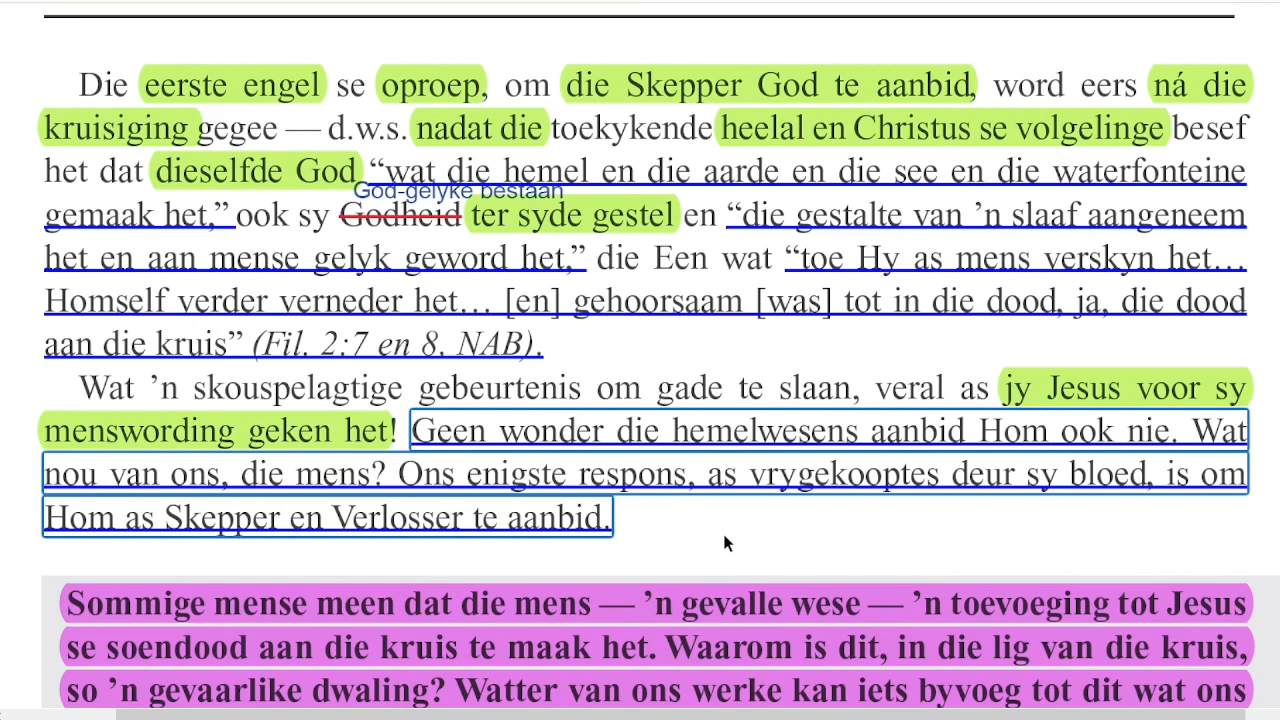 Die eerste engel se oproep, om die Skepper God te aanbid, word eers ná die
kruisiging gegee — d.w.s. nadat die toekykende heelal en Christus se volgelinge besef
het dat dieselfde God “wat die hemel en die aarde en die see en die waterfonteine
God-gelyke bestaan
gemaak het,” ook sy Godheid ter syde gestel en “die gestalte van ’n slaaf aangeneem
het en aan mense gelyk geword het,” die Een wat “toe Hy as mens verskyn het…
Homself verder verneder het… [en] gehoorsaam [was] tot in die dood, ja, die dood
aan die kruis” (Fil. 2:7 en 8, NAB).
Wat ’n skouspelagtige gebeurtenis om gade te slaan, veral as jy Jesus voor sy
menswording geken het! Geen wonder die hemelwesens aanbid Hom ook nie. Wat
nou van ons, die mens? Ons enigste respons, as vrygekooptes deur sy bloed, is om
Hom as Skepper en Verlosser te aanbid.
Sommige mense meen dat die mens — ’n gevalle wese — ’n toevoeging tot Jesus
se soendood aan die kruis te maak het. Waarom is dit, in die lig van die kruis,
so ’n gevaarlike dwaling? Watter van ons werke kan iets byvoeg tot dit wat ons